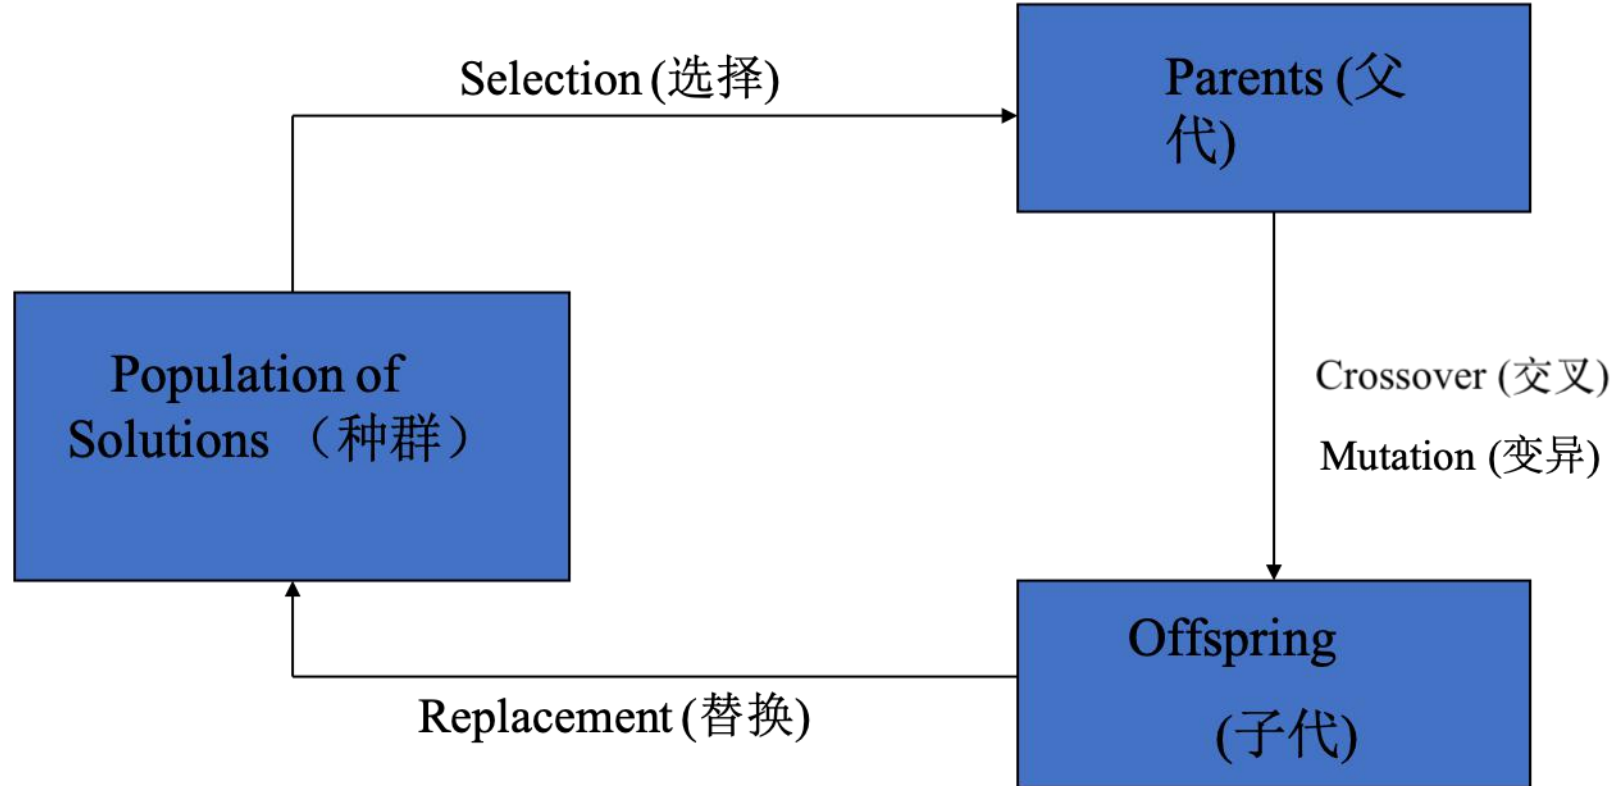 Selection (选择)
Parents (父
代)
Population of
Solutions （种群）
Crossover (交叉)
Mutation (变异)
Offspring
(子代)
Replacement (替换)